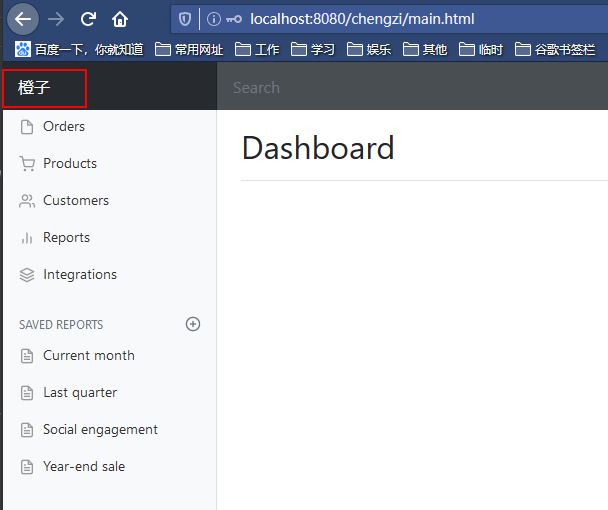 localhost:8080/chengzi/main.html
百度一下，你就知道 常用网址 工作 学习 娱乐 其他 临时 谷歌书签栏
橙子 Search
Orders
Dashboard
Products
Customers
Reports
Integrations
SAVED REPORTS
Current month
Last quarter
Social engagement
Year-end sale